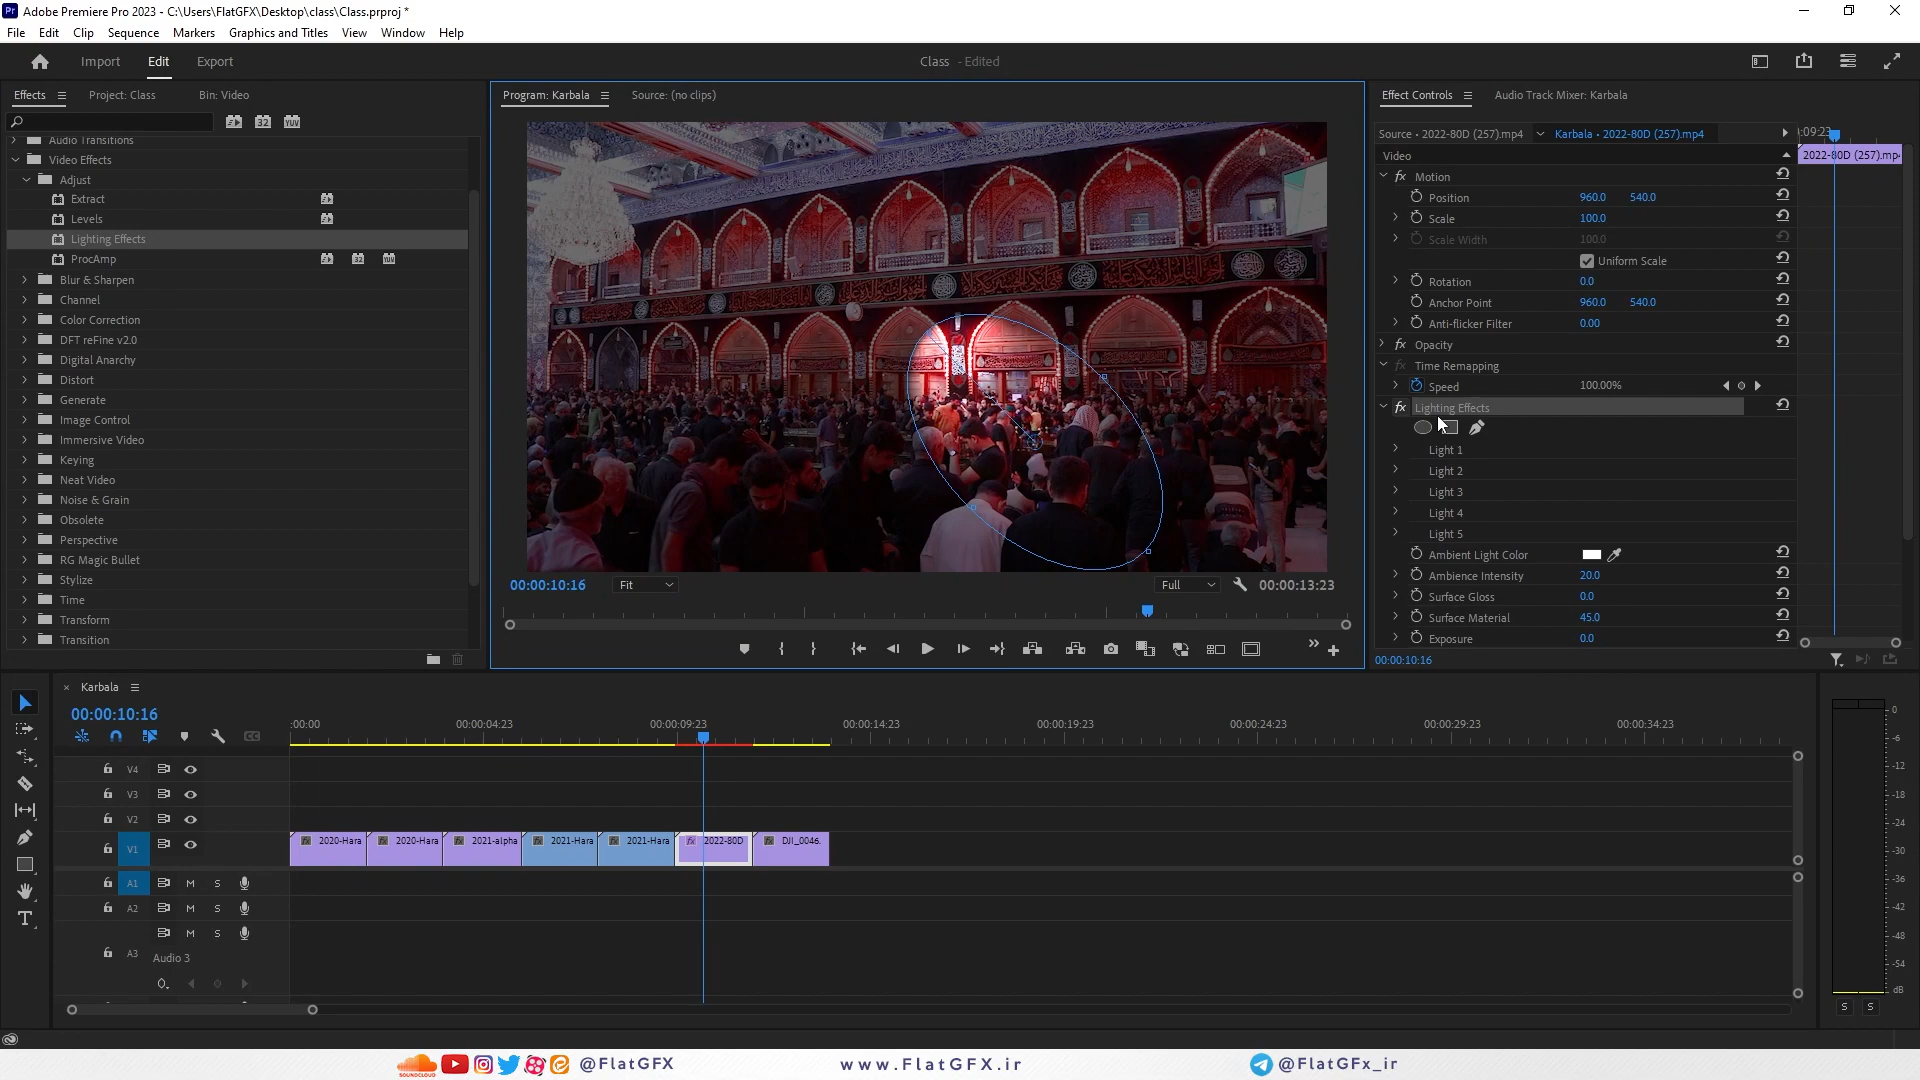 Adobe Premiere Pro 2023 - C:\Users\FlatGFX\Desktop\class\Class.prproj *
File Edit Clip Sequence Markers Graphics and Titles View Window Help
Import Edit Export
Class - Edited
Effects Project: Class Bin: Video
Audio Transitions
Video Effects
Adjust
Extract
Levels
Lighting Effects
ProcAmp
Blur & Sharpen
Channel
Color Correction
DFT reFine v2.0
Digital Anarchy
Distort
Generate
Image Control
Immersive Video
Keying
Neat Video
Noise & Grain
Obsolete
Perspective
RG Magic Bullet
Stylize
Time
Transform
Transition
Program: Karbala Source: (no clips)
00:00:10:16 Fit Full 00:00:13:23
Effect Controls Audio Track Mixer: Karbala
Source • 2022-80D (257).mp4 Karbala • 2022-80D (257).mp4
:09:23
Video
2022-80D (257).mp
Motion
Position 960.0 540.0
Scale 100.0
Scale Width 100.0
Uniform Scale
Rotation 0.0
Anchor Point 960.0 540.0
Anti-flicker Filter 0.00
Opacity
Time Remapping
Speed 100.00%
Lighting Effects
Light 1
Light 2
Light 3
Light 4
Light 5
Ambient Light Color
Ambience Intensity 20.0
Surface Gloss 0.0
Surface Material 45.0
Exposure 0.0
00:00:10:16
Karbala
00:00:10:16
:00:00 00:00:04:23 00:00:09:23 00:00:14:23 00:00:19:23 00:00:24:23 00:00:29:23 00:00:34:23
V4
V3
V2
V1 2020-Hara 2020-Hara 2021-alpha 2021-Hara 2021-Hara 2022-80D DJI_0046.
A1 M S
A2 M S
M S
A3 Audio 3
0
-6
-12
-18
-24
-30
-36
-42
-48
-54
dB
S S
SOUNDCLOUD @FlatGFX www.FlatGFX.ir @FlatGFx_ir